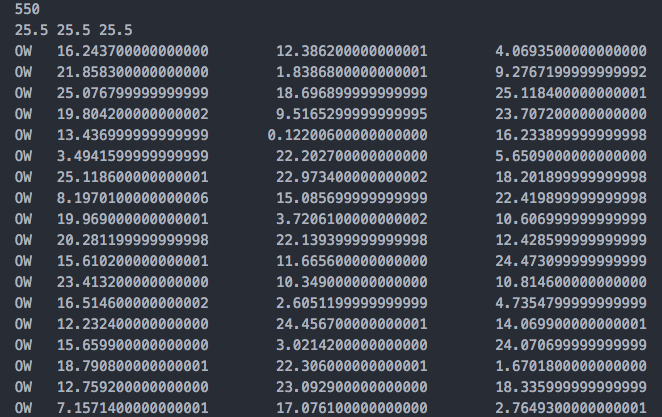 550
25.5 25.5 25.5
OW 16.243700000000000 12.386200000000001 4.0693500000000000
OW 21.858300000000000 1.8386800000000001 9.2767199999999992
OW 25.076799999999999 18.696899999999999 25.118400000000001
OW 19.804200000000002 9.5165299999999995 23.707200000000000
OW 13.436999999999999 0.12200600000000000 16.233899999999998
OW 3.4941599999999999 22.202700000000000 5.6509000000000000
OW 25.118600000000001 22.973400000000002 18.201899999999998
OW 8.1970100000000006 15.085699999999999 22.419899999999998
OW 19.969000000000001 3.7206100000000002 10.606999999999999
OW 20.281199999999998 22.139399999999998 12.428599999999999
OW 15.610200000000001 11.665600000000000 24.473099999999999
OW 23.413200000000000 10.349000000000000 10.814600000000000
OW 16.514600000000002 2.6051199999999999 4.7354799999999999
OW 12.232400000000000 24.456700000000001 14.069900000000001
OW 15.659900000000000 3.0214200000000000 24.070699999999999
OW 18.790800000000001 22.306000000000001 1.6701800000000000
OW 12.759200000000000 23.092900000000000 18.335999999999999
OW 7.1571400000000001 17.076100000000000 2.7649300000000001